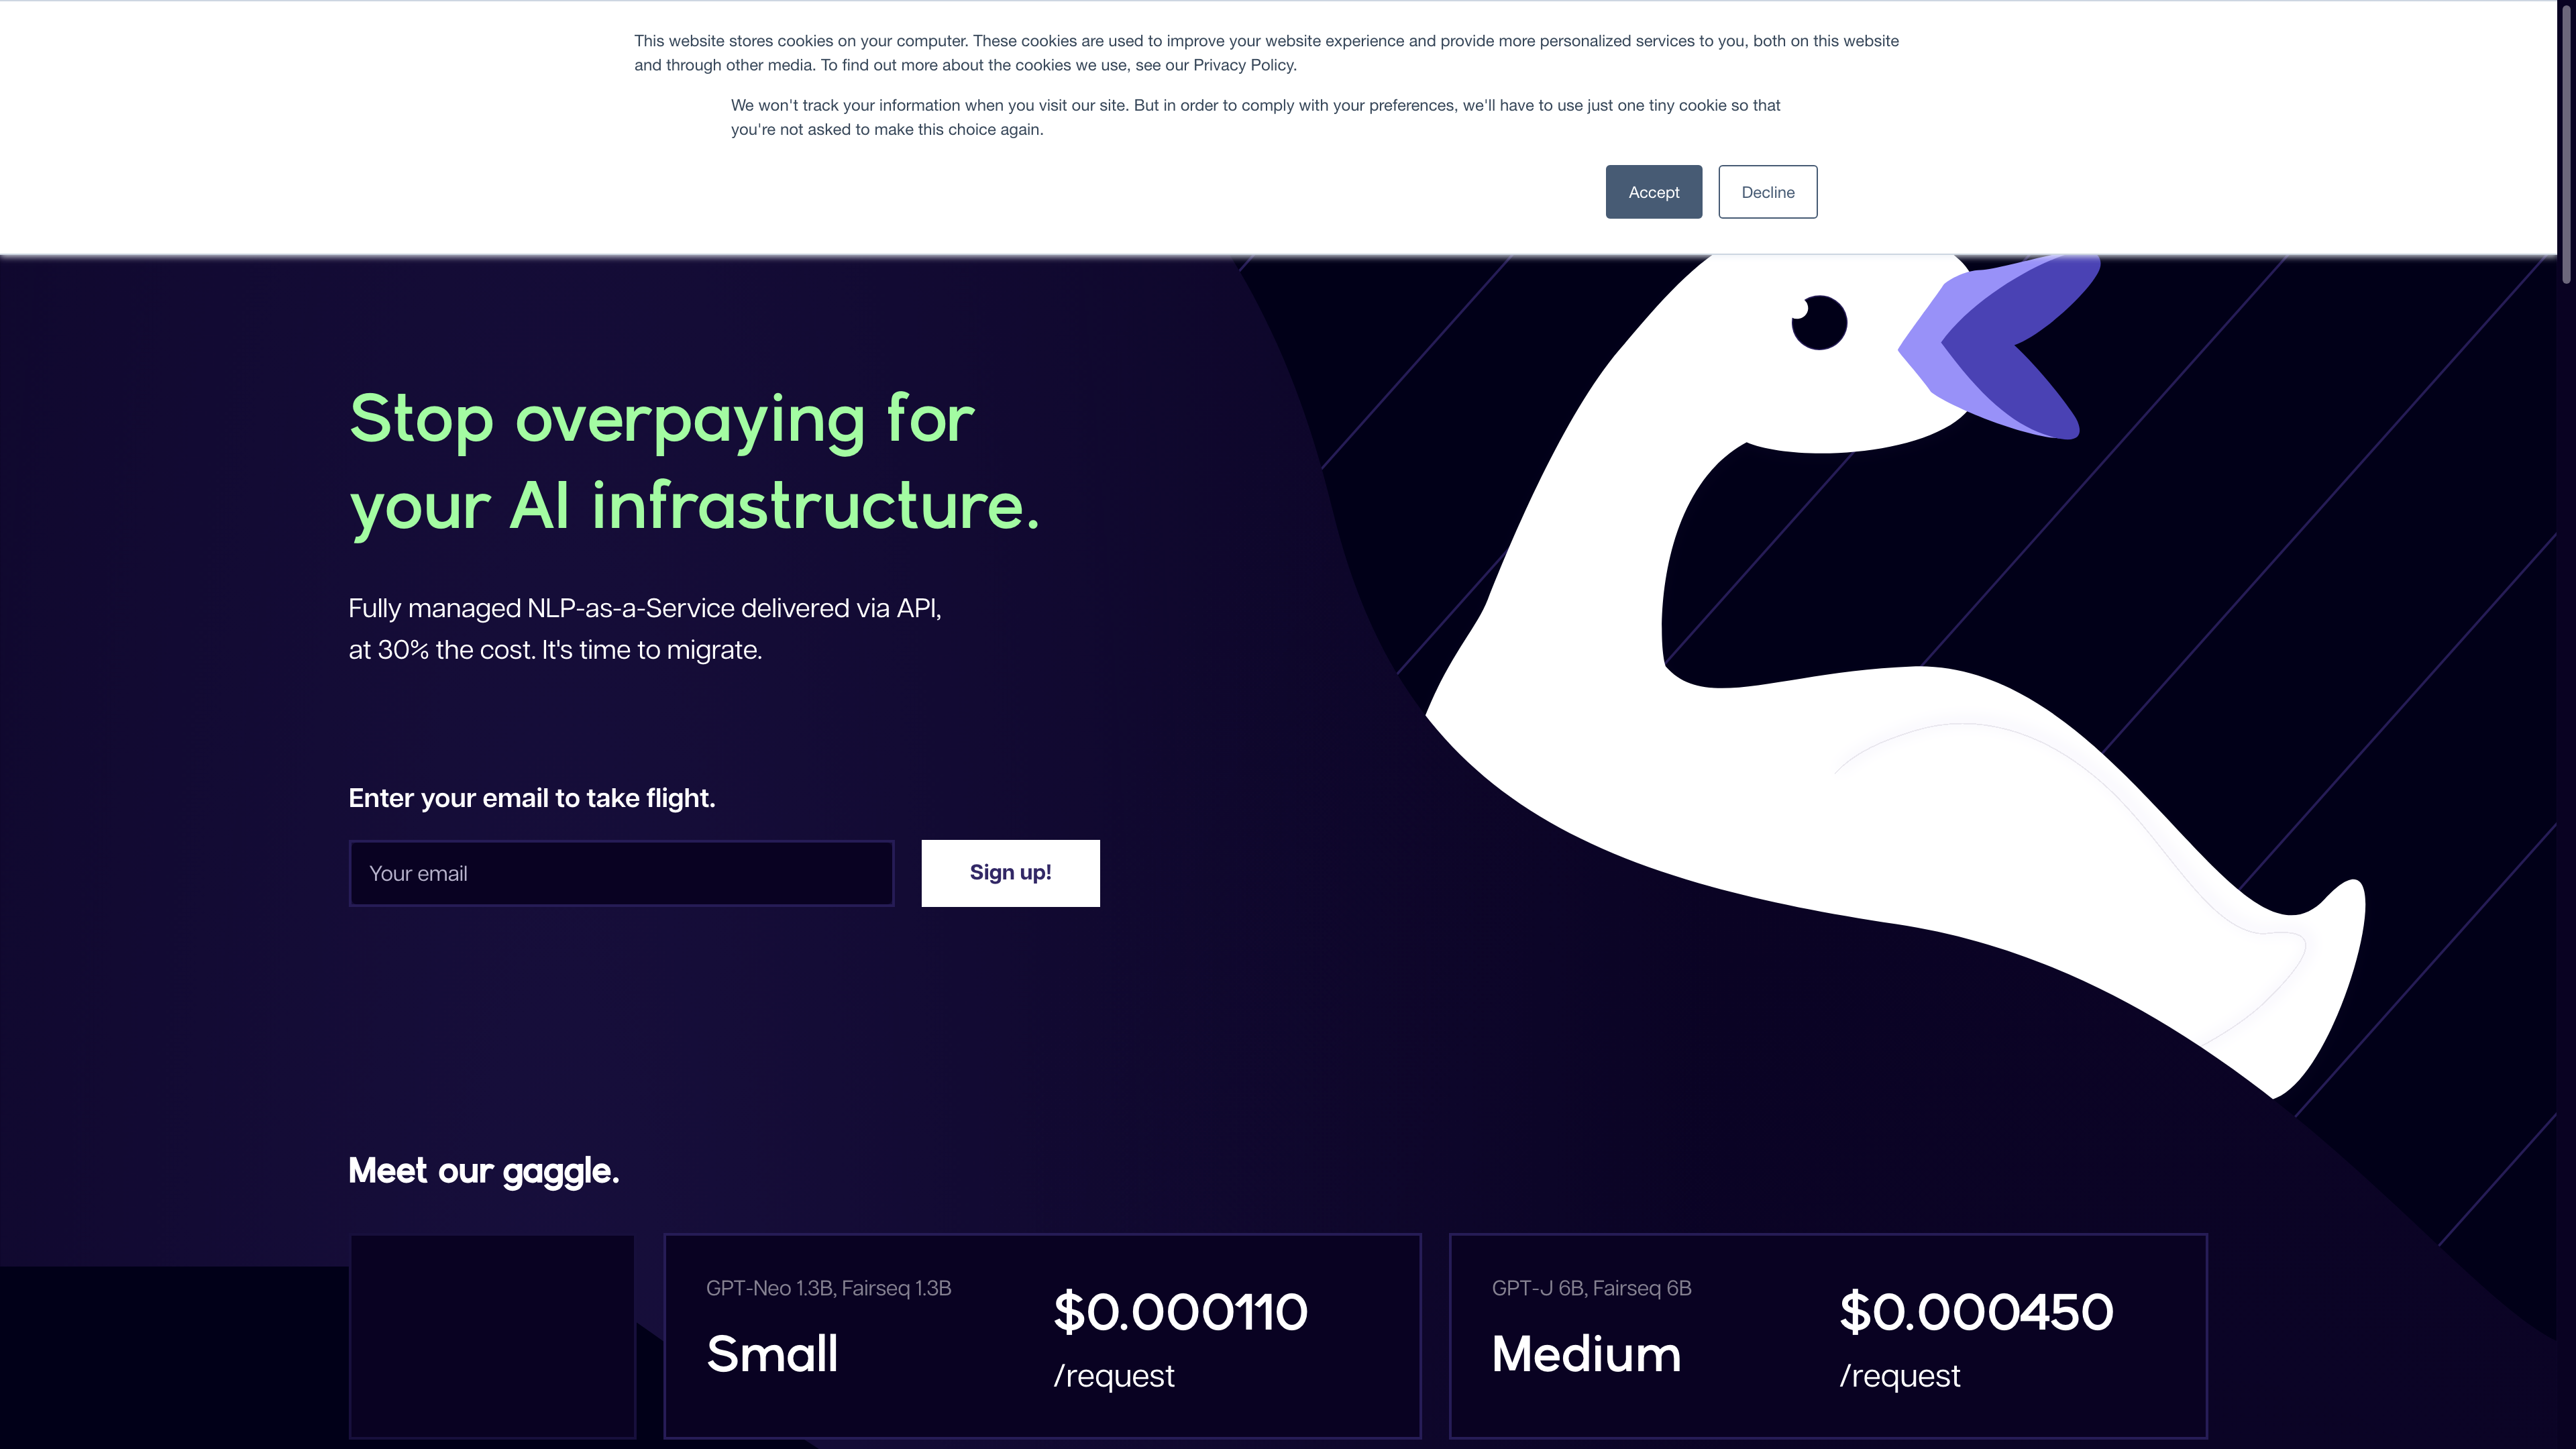 This website stores cookies on your computer. These cookies are used to improve your website experience and provide more personalized services to you, both on this website
and through other media. To find out more about the cookies we use, see our Privacy Policy.
We won't track your information when you visit our site. But in order to comply with your preferences, we'll have to use just one tiny cookie so that
you're not asked to make this choice again.
Accept
Decline
Stop overpaying for
your AI infrastructure.
Fully managed NLP-as-a-Service delivered via API,
at 30% the cost. It's time to migrate.
Enter your email to take flight.
Your email
Sign up!
Meet our gaggle.
GPT-Neo 1.3B, Fairseq 1.3B
Small
$0.000110
/request
GPT-J 6B, Fairseq 6B
Medium
$0.000450
/request